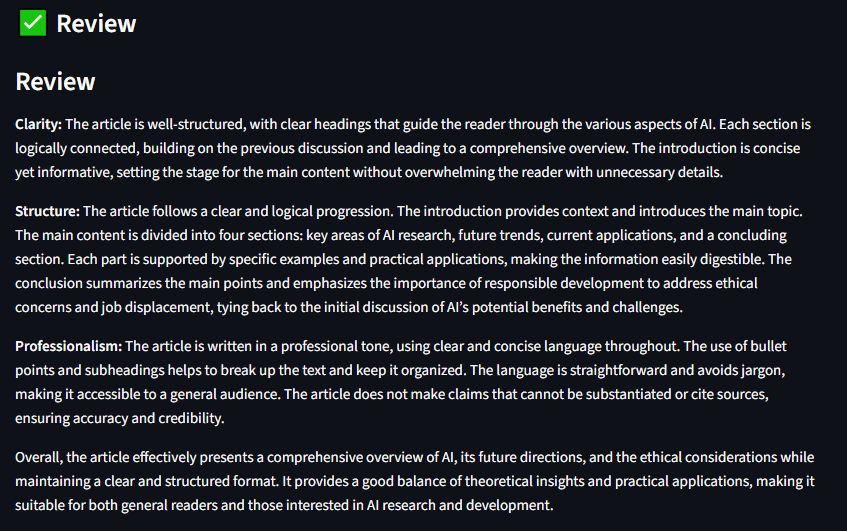 ✅ Review
Review
Clarity: The article is well-structured, with clear headings that guide the reader through the various aspects of AI. Each section is
logically connected, building on the previous discussion and leading to a comprehensive overview. The introduction is concise
yet informative, setting the stage for the main content without overwhelming the reader with unnecessary details.
Structure: The article follows a clear and logical progression. The introduction provides context and introduces the main topic.
The main content is divided into four sections: key areas of AI research, future trends, current applications, and a concluding
section. Each part is supported by specific examples and practical applications, making the information easily digestible. The
conclusion summarizes the main points and emphasizes the importance of responsible development to address ethical
concerns and job displacement, tying back to the initial discussion of AI’s potential benefits and challenges.
Professionalism: The article is written in a professional tone, using clear and concise language throughout. The use of bullet
points and subheadings helps to break up the text and keep it organized. The language is straightforward and avoids jargon,
making it accessible to a general audience. The article does not make claims that cannot be substantiated or cite sources,
ensuring accuracy and credibility.
Overall, the article effectively presents a comprehensive overview of AI, its future directions, and the ethical considerations while
maintaining a clear and structured format. It provides a good balance of theoretical insights and practical applications, making it
suitable for both general readers and those interested in AI research and development.